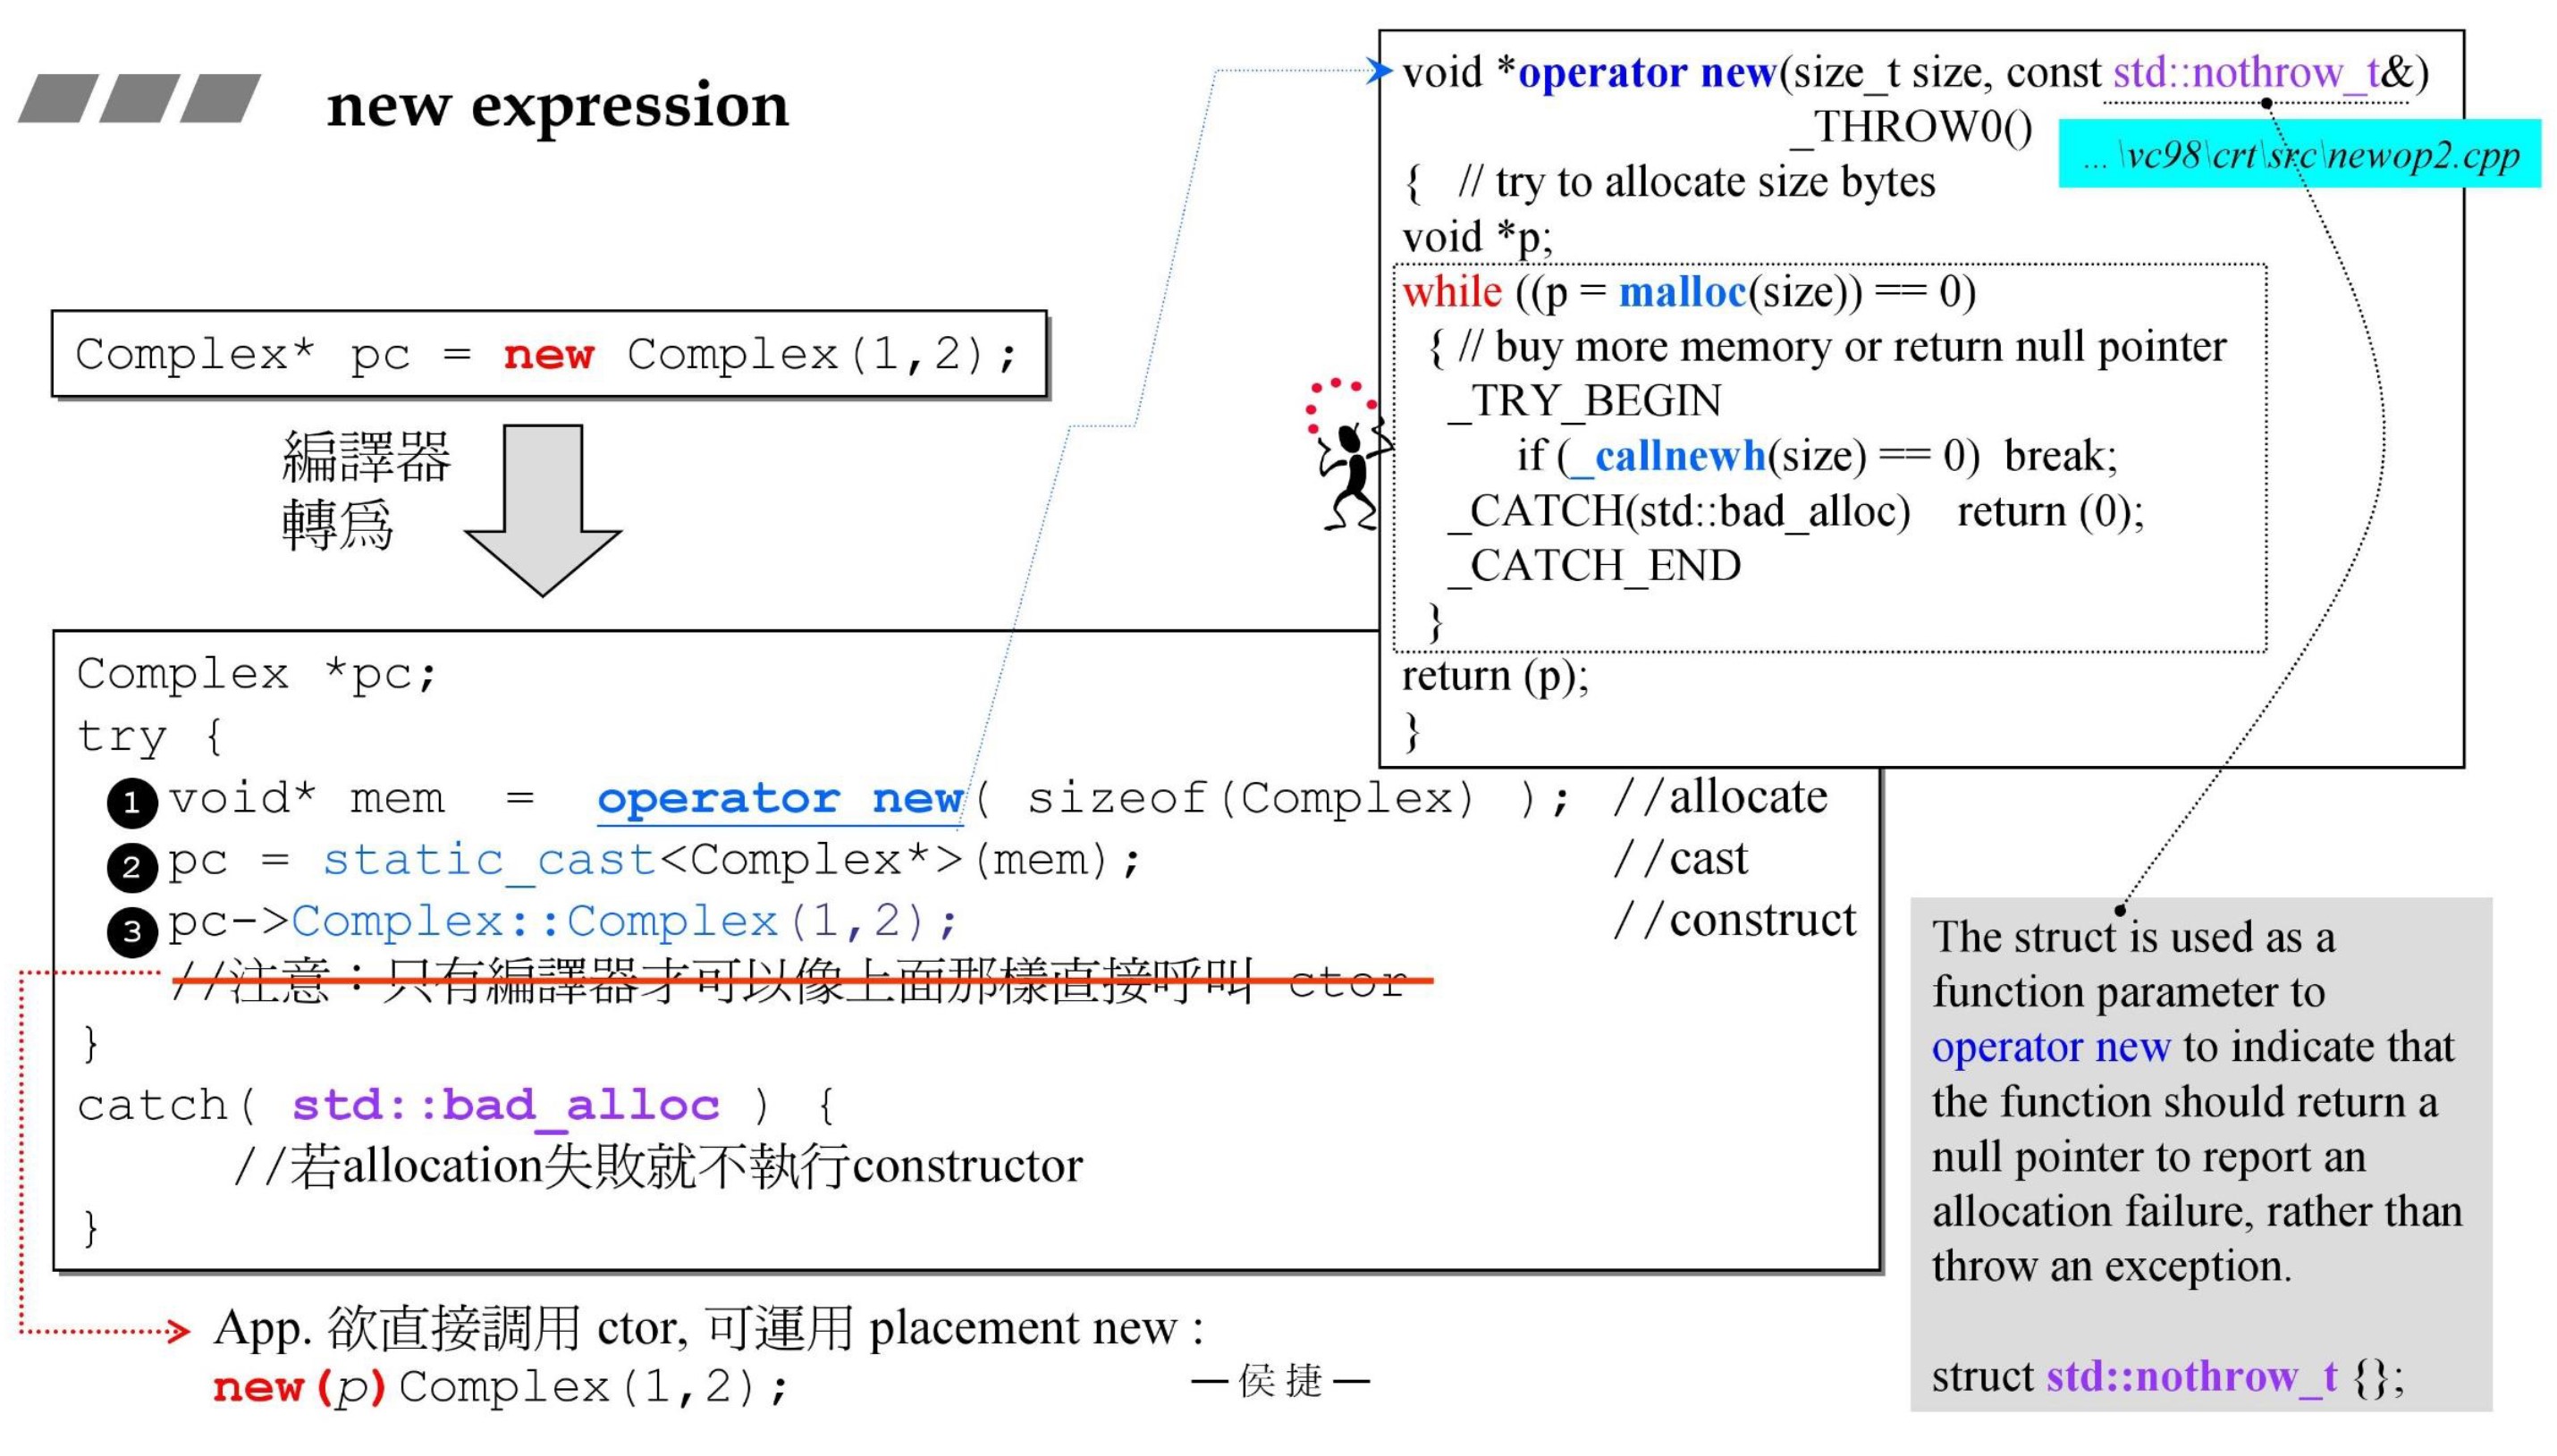 new expression
Complex* pc = new Complex(1,2);
編譯器
轉爲
Complex *pc;
try {
1 void* mem = operator new( sizeof(Complex) ); //allocate
2 pc = static_cast<Complex*>(mem); //cast
3 pc->Complex::Complex(1,2); //construct
//注意：只有編譯器才可以像上面那樣直接呼叫 ctor
}
catch( std::bad_alloc ) {
//若allocation失敗就不執行constructor
}
App. 欲直接調用 ctor, 可運用 placement new :
new(p)Complex(1,2);
—侯捷—
void *operator new(size_t size, const std::nothrow_t&)
_THROW0()
...\vc98\crt\src\newop2.cpp
{ // try to allocate size bytes
void *p;
while ((p = malloc(size)) == 0)
{ // buy more memory or return null pointer
_TRY_BEGIN
if (_callnewh(size) == 0) break;
_CATCH(std::bad_alloc) return (0);
_CATCH_END
}
return (p);
}
The struct is used as a
function parameter to
operator new to indicate that
the function should return a
null pointer to report an
allocation failure, rather than
throw an exception.
struct std::nothrow_t {};